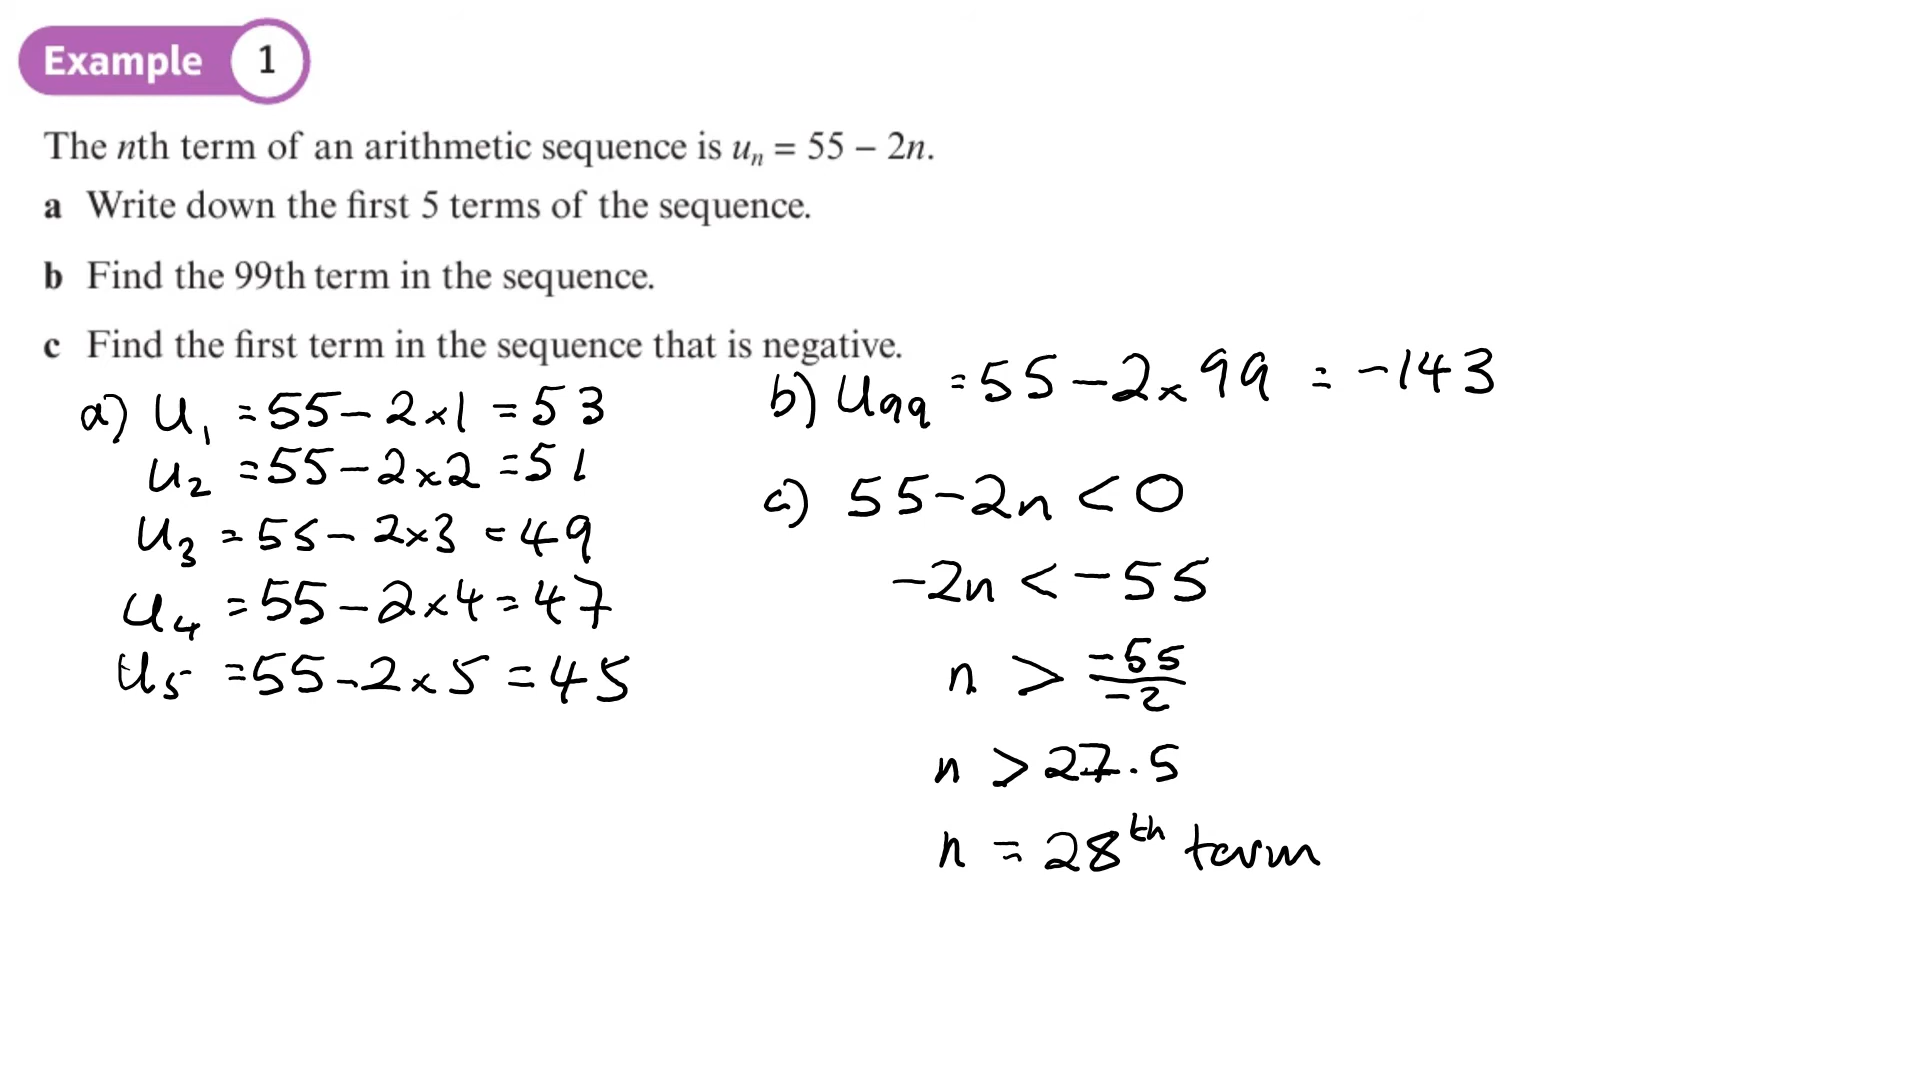 Example 1
The nth term of an arithmetic sequence is uₙ = 55 – 2n.
a Write down the first 5 terms of the sequence.
b Find the 99th term in the sequence.
c Find the first term in the sequence that is negative.
a) U₁ = 55 - 2×1 = 53
U₂ = 55 - 2×2 = 51
U₃ = 55 - 2×3 = 49
U₄ = 55 - 2×4 = 47
U₅ = 55 - 2×5 = 45
b) U₉₉ = 55 - 2×99 = -143
c) 55 - 2n < 0
-2n < -55
n > -55/-2
n > 27.5
n = 28th term